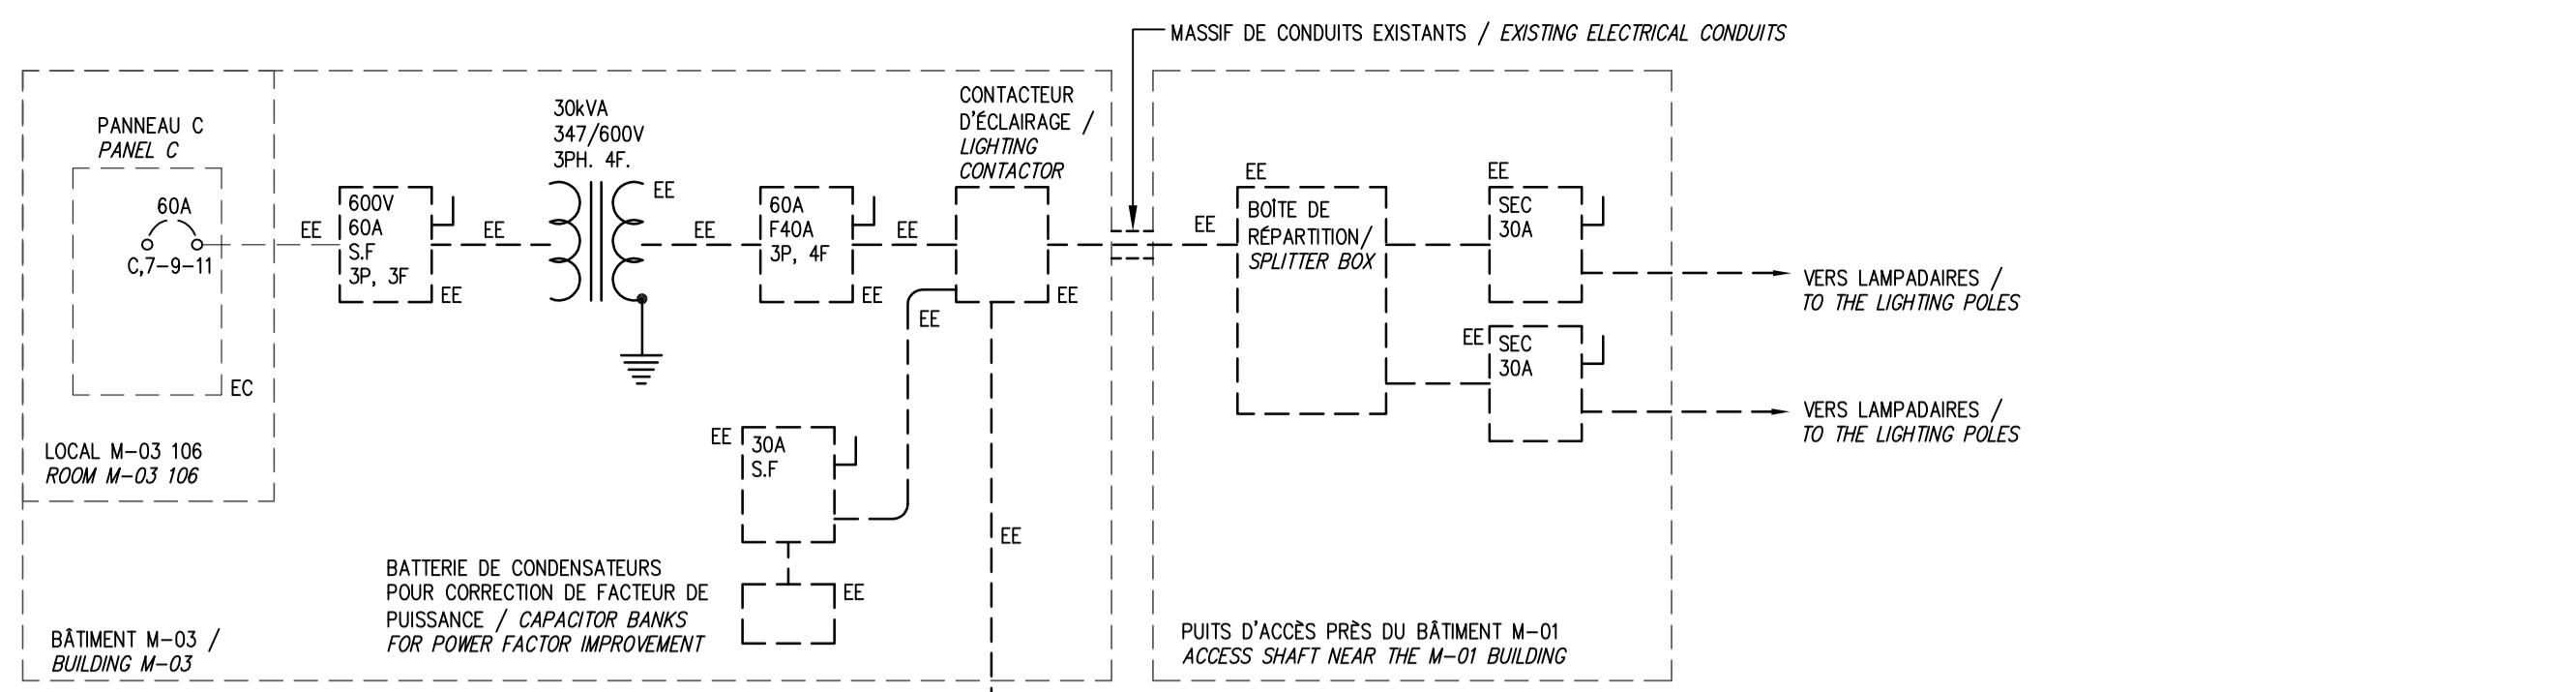 MASSIF DE CONDUITS EXISTANTS / EXISTING ELECTRICAL CONDUITS
PANNEAU C
PANEL C
60A
C,7-9-11
EC
LOCAL M-03 106
ROOM M-03 106
EE
600V
60A
S.F
3P, 3F
EE
EE
30kVA
347/600V
3PH. 4F.
EE
EE
60A
F40A
3P, 4F
EE
EE
CONTACTEUR
D'ÉCLAIRAGE /
LIGHTING
CONTACTOR
EE
EE
EE
30A
S.F
EE
EE
BATTERIE DE CONDENSATEURS
POUR CORRECTION DE FACTEUR DE
PUISSANCE / CAPACITOR BANKS
FOR POWER FACTOR IMPROVEMENT
EE
BÂTIMENT M-03 /
BUILDING M-03
EE
EE
BOÎTE DE
RÉPARTITION/
SPLITTER BOX
EE
SEC
30A
VERS LAMPADAIRES /
TO THE LIGHTING POLES
EE
SEC
30A
VERS LAMPADAIRES /
TO THE LIGHTING POLES
PUITS D'ACCÈS PRÈS DU BÂTIMENT M-01
ACCESS SHAFT NEAR THE M-01 BUILDING